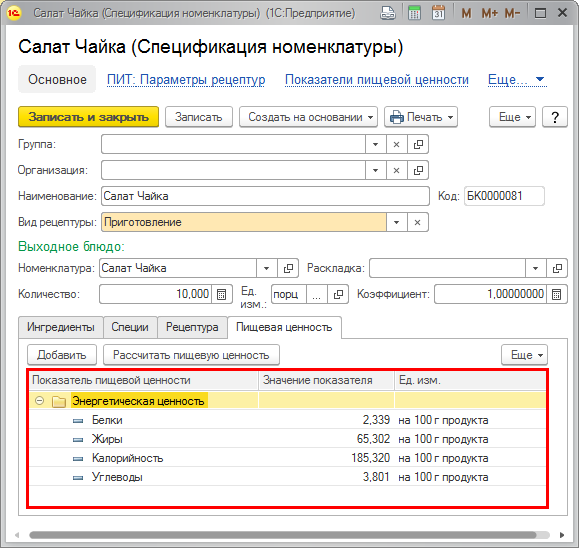 Салат Чайка (Спецификация номенклатуры) (1С:Предприятие) M M+ M-
Салат Чайка (Спецификация номенклатуры)
Основное ПИТ: Параметры рецептур Показатели пищевой ценности Еще...
Записать и закрыть Записать Создать на основании Печать Еще ?
Группа:
Организация:
Наименование: Салат Чайка Код: БК0000081
Вид рецептуры: Приготовление
Выходное блюдо:
Номенклатура: Салат Чайка Раскладка:
Количество: 10,000 Ед. изм.: порц ... Коэффициент: 1,00000000
Ингредиенты Специи Рецептура Пищевая ценность
Добавить Рассчитать пищевую ценность Еще
Показатель пищевой ценности Значение показателя Ед. изм.
Энергетическая ценность
Белки 2,339 на 100 г продукта
Жиры 65,302 на 100 г продукта
Калорийность 185,320 на 100 г продукта
Углеводы 3,801 на 100 г продукта